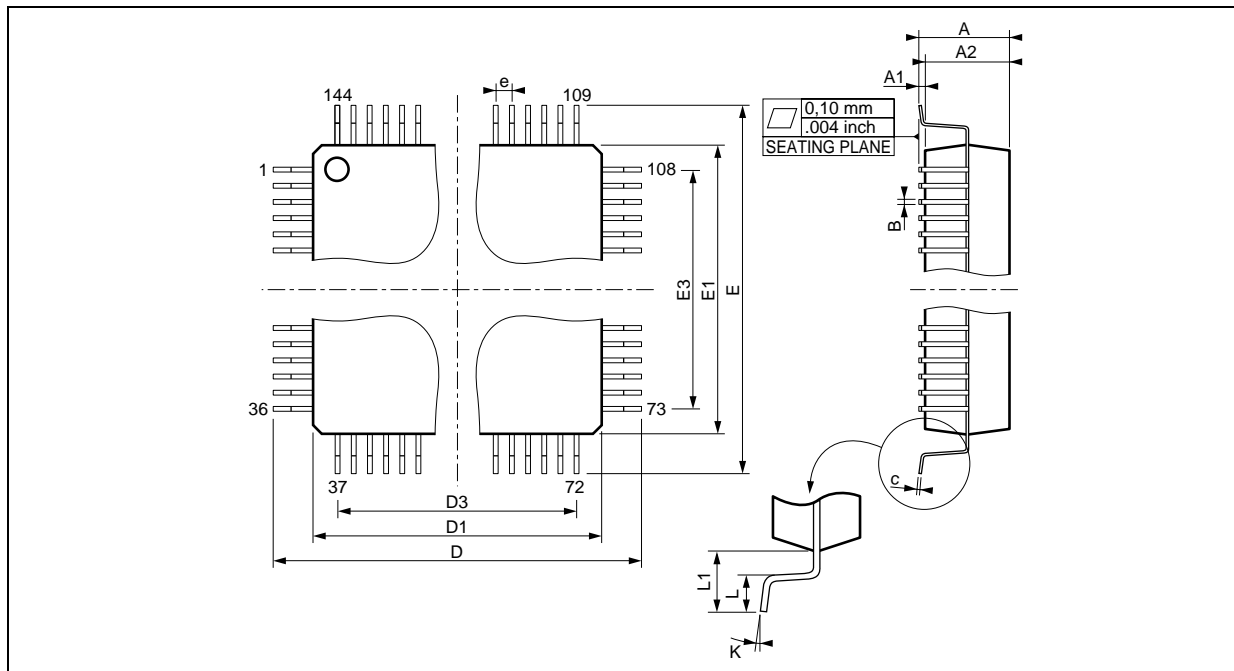 A
A2
A1
e
144
109
0,10 mm
.004 inch
SEATING PLANE
1
108
B
E3
E1
E
36
73
37
72
D3
D1
D
c
L1
L
K